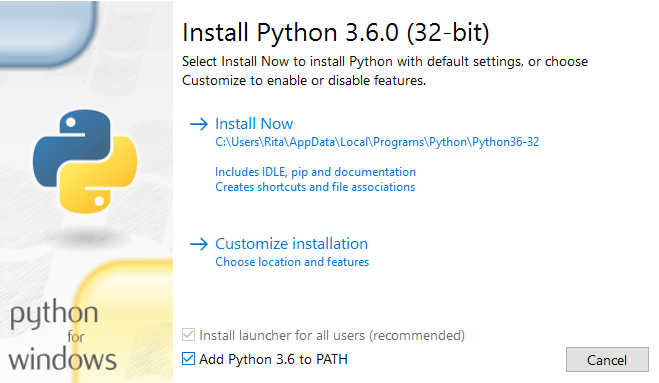 Install Python 3.6.0 (32-bit)
Select Install Now to install Python with default settings, or choose
Customize to enable or disable features.
Install Now
C:\Users\Rita\AppData\Local\Programs\Python\Python36-32
Includes IDLE, pip and documentation
Creates shortcuts and file associations
Customize installation
Choose location and features
python
for
windows
Install launcher for all users (recommended)
Add Python 3.6 to PATH
Cancel